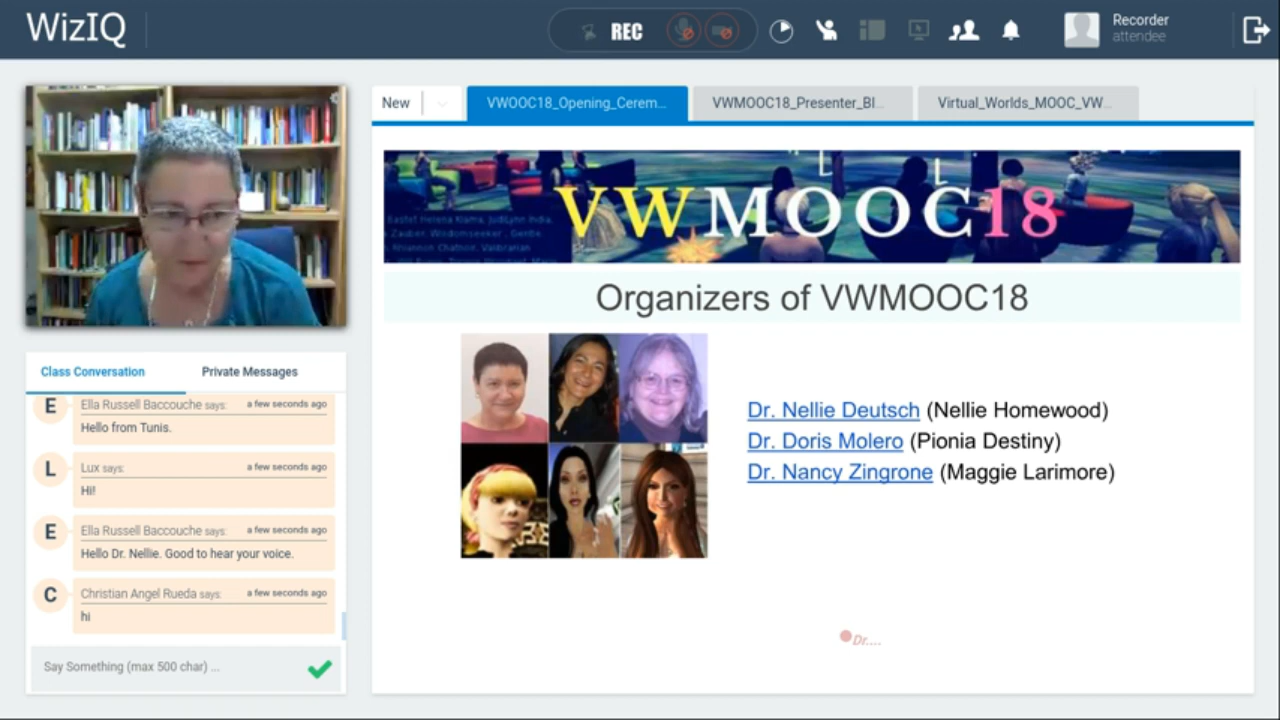 WizIQ
REC
Recorder
attendee
New
VWOOC18_Opening_Cerem...
VWMOOC18_Presenter_BI...
Virtual_Worlds_MOOC_VW...
VWMOOC18
Organizers of VWMOOC18
Dr. Nellie Deutsch (Nellie Homewood)
Dr. Doris Molero (Pionia Destiny)
Dr. Nancy Zingrone (Maggie Larimore)
Dr....
Class Conversation
Private Messages
E
Ella Russell Baccouche says: a few seconds ago
Hello from Tunis.
L
Lux says: a few seconds ago
Hi!
E
Ella Russell Baccouche says: a few seconds ago
Hello Dr. Nellie. Good to hear your voice.
C
Christian Angel Rueda says: a few seconds ago
hi
Say Something (max 500 char) ...